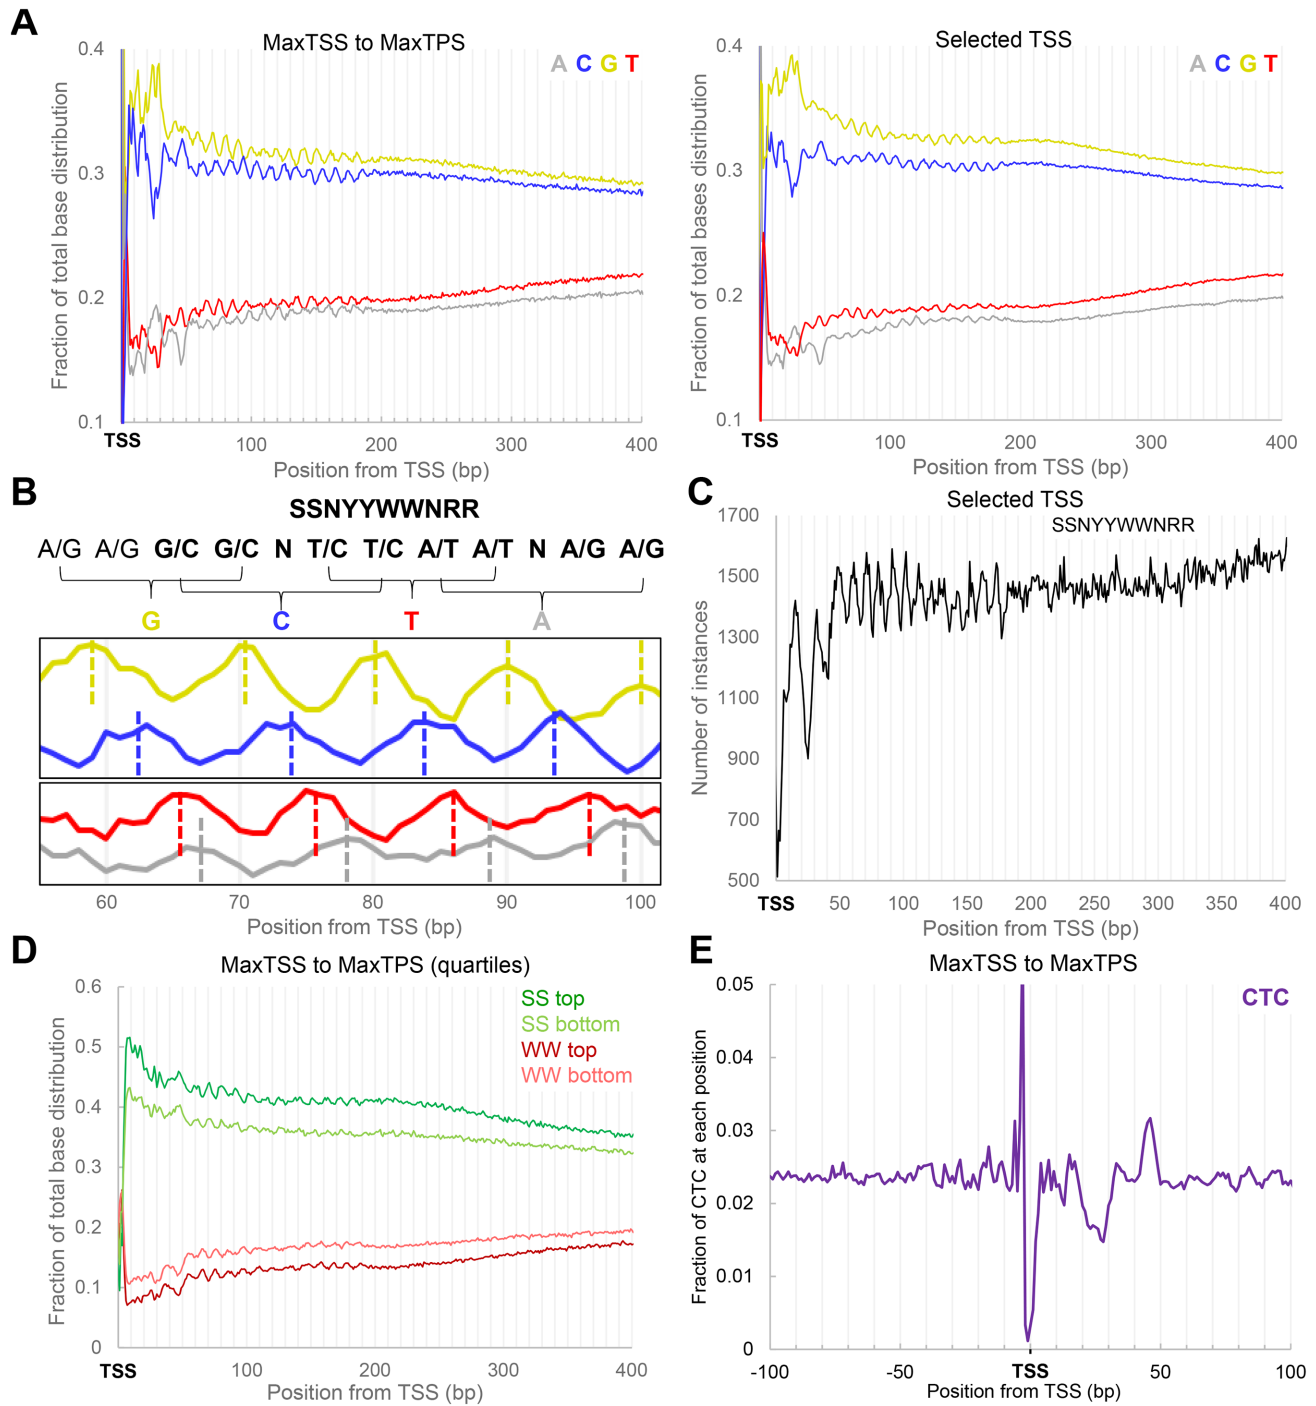 A
MaxTSS to MaxTPS
A C G T
Fraction of total base distribution
0.4
0.3
0.2
0.1
TSS
100
200
300
400
Position from TSS (bp)
Selected TSS
A C G T
Fraction of total bases distribution
0.4
0.3
0.2
0.1
TSS
100
200
300
400
Position from TSS (bp)
B
SSNYYWWNRR
A/G A/G G/C G/C N T/C T/C A/T A/T N A/G A/G
G C T A
60
70
80
90
100
Position from TSS (bp)
C
Selected TSS
SSNYYWWNRR
Number of instances
1700
1500
1300
1100
900
700
500
TSS
50
100
150
200
250
300
350
400
Position from TSS (bp)
D
MaxTSS to MaxTPS (quartiles)
SS top
SS bottom
WW top
WW bottom
Fraction of total base distribution
0.6
0.5
0.4
0.3
0.2
0.1
0
TSS
100
200
300
400
Position from TSS (bp)
E
MaxTSS to MaxTPS
CTC
Fraction of CTC at each position
0.05
0.04
0.03
0.02
0.01
0
-100
-50
TSS
50
100
Position from TSS (bp)